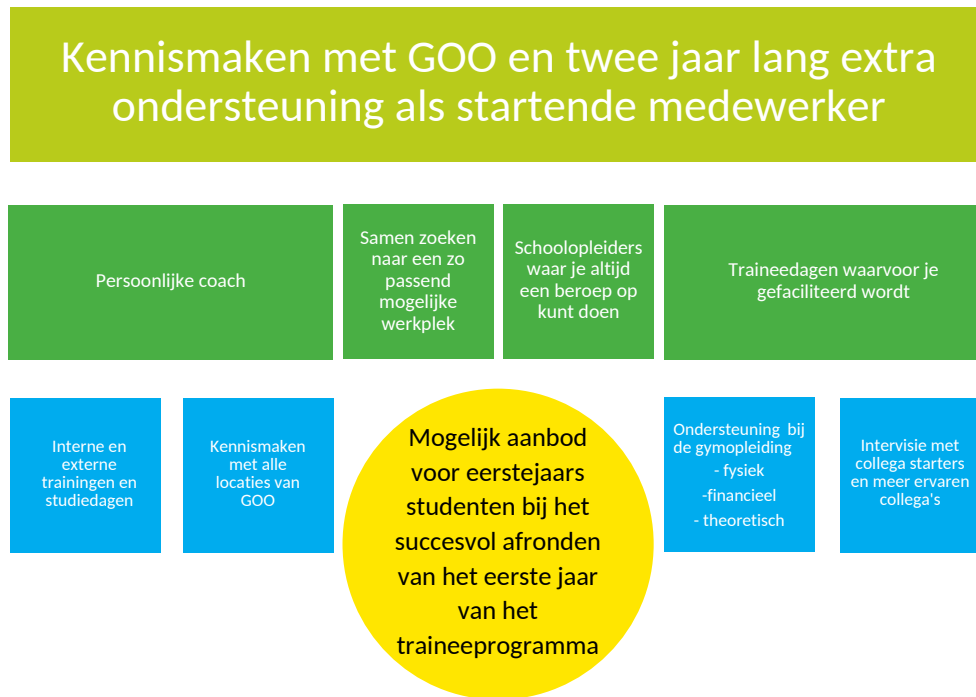 Kennismaken met GOO en twee jaar lang extra
ondersteuning als startende medewerker
Persoonlijke coach
Samen zoeken
naar een zo
passend
mogelijke
werkplek
Schoolopleiders
waar je altijd
een beroep op
kunt doen
Traineedagen waarvoor je
gefaciliteerd wordt
Interne en
externe
trainingen en
studiedagen
Kennismaken
met alle
locaties van
GOO
Mogelijk aanbod
voor eerstejaars
studenten bij het
succesvol afronden
van het eerste jaar
van het
traineeprogramma
Ondersteuning bij
de gymopleiding
- fysiek
-financieel
- theoretisch
Intervisie met
collega starters
en meer ervaren
collega's